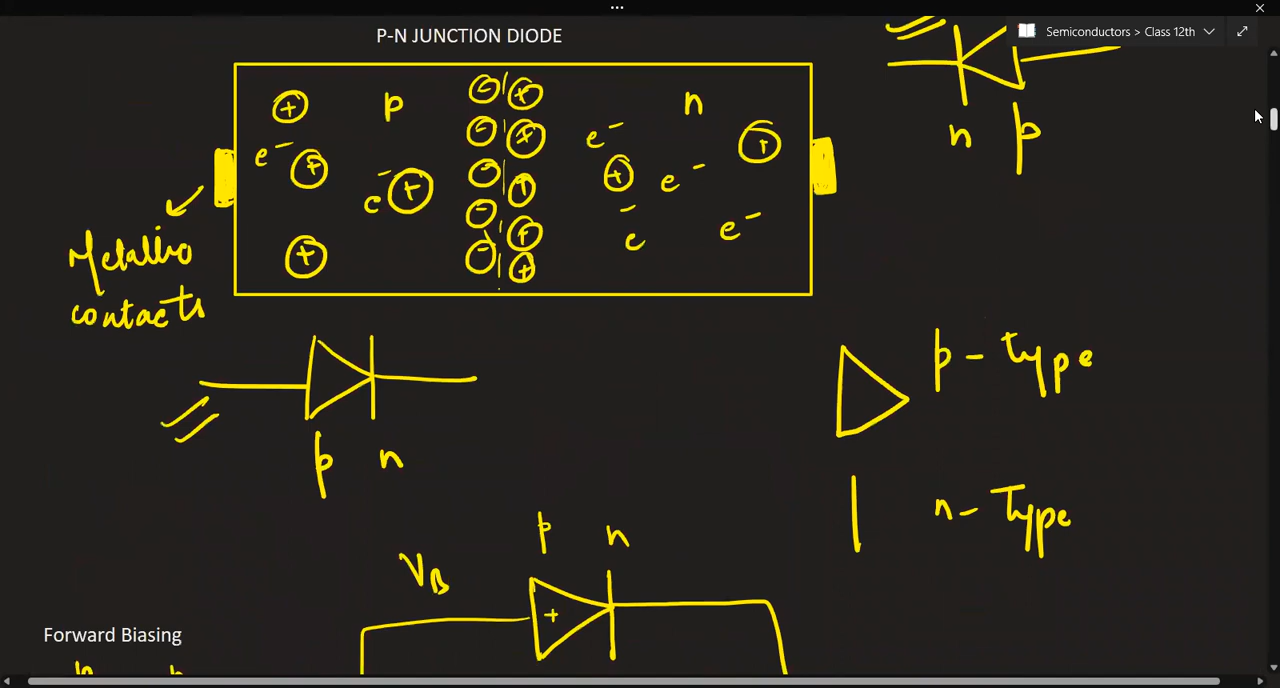 P-N JUNCTION DIODE
Semiconductors > Class 12th
+ p - + n
- + e⁻ +
e⁻ + + e⁻
e⁻ + - +
- + e⁻ e⁻
+ - +
+
n p
Metallic
contacts
p - type
p n
n - Type
p n
V_B
+
Forward Biasing